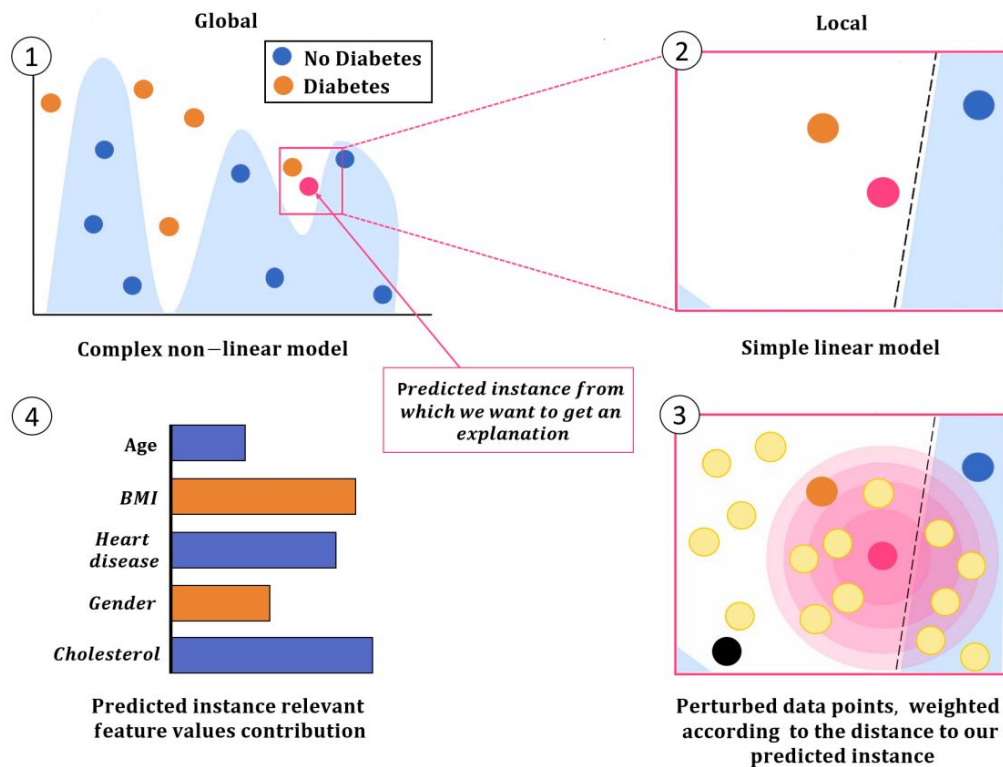 Global
1
No Diabetes
Diabetes
Complex non-linear model
Local
2
Simple linear model
Predicted instance from
which we want to get an
explanation
4
Age
BMI
Heart
disease
Gender
Cholesterol
Predicted instance relevant
feature values contribution
3
Perturbed data points, weighted
according to the distance to our
predicted instance